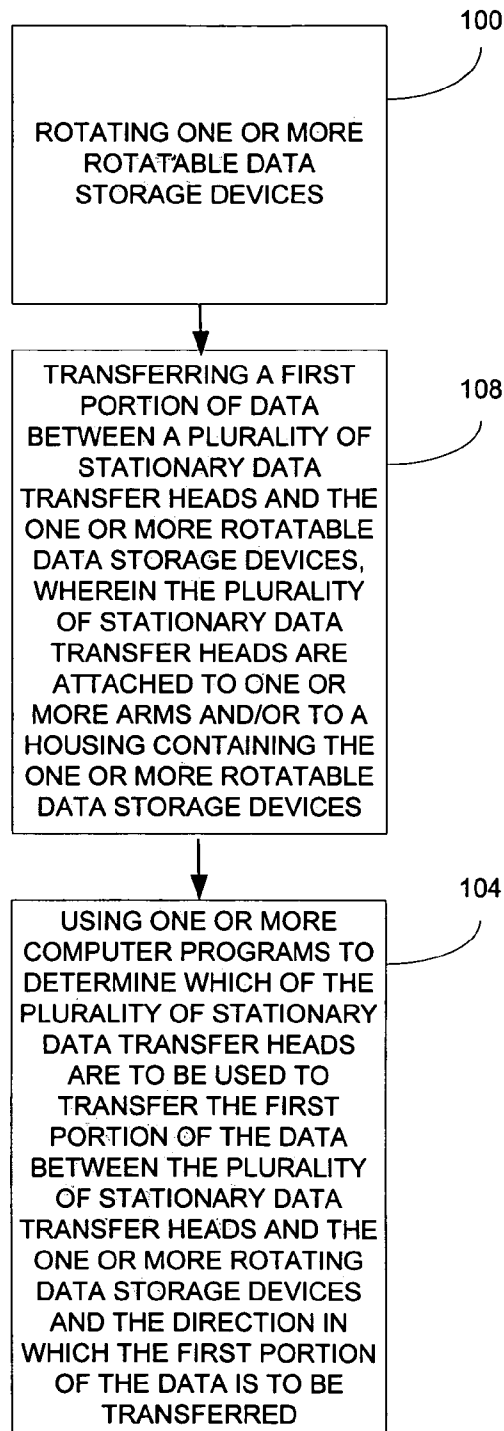 100
ROTATING ONE OR MORE
ROTATABLE DATA
STORAGE DEVICES
108
TRANSFERRING A FIRST
PORTION OF DATA
BETWEEN A PLURALITY OF
STATIONARY DATA
TRANSFER HEADS AND THE
ONE OR MORE ROTATABLE
DATA STORAGE DEVICES,
WHEREIN THE PLURALITY
OF STATIONARY DATA
TRANSFER HEADS ARE
ATTACHED TO ONE OR
MORE ARMS AND/OR TO A
HOUSING CONTAINING THE
ONE OR MORE ROTATABLE
DATA STORAGE DEVICES
104
USING ONE OR MORE
COMPUTER PROGRAMS TO
DETERMINE WHICH OF THE
PLURALITY OF STATIONARY
DATA TRANSFER HEADS
ARE TO BE USED TO
TRANSFER THE FIRST
PORTION OF THE DATA
BETWEEN THE PLURALITY
OF STATIONARY DATA
TRANSFER HEADS AND THE
ONE OR MORE ROTATING
DATA STORAGE DEVICES
AND THE DIRECTION IN
WHICH THE FIRST PORTION
OF THE DATA IS TO BE
TRANSFERRED